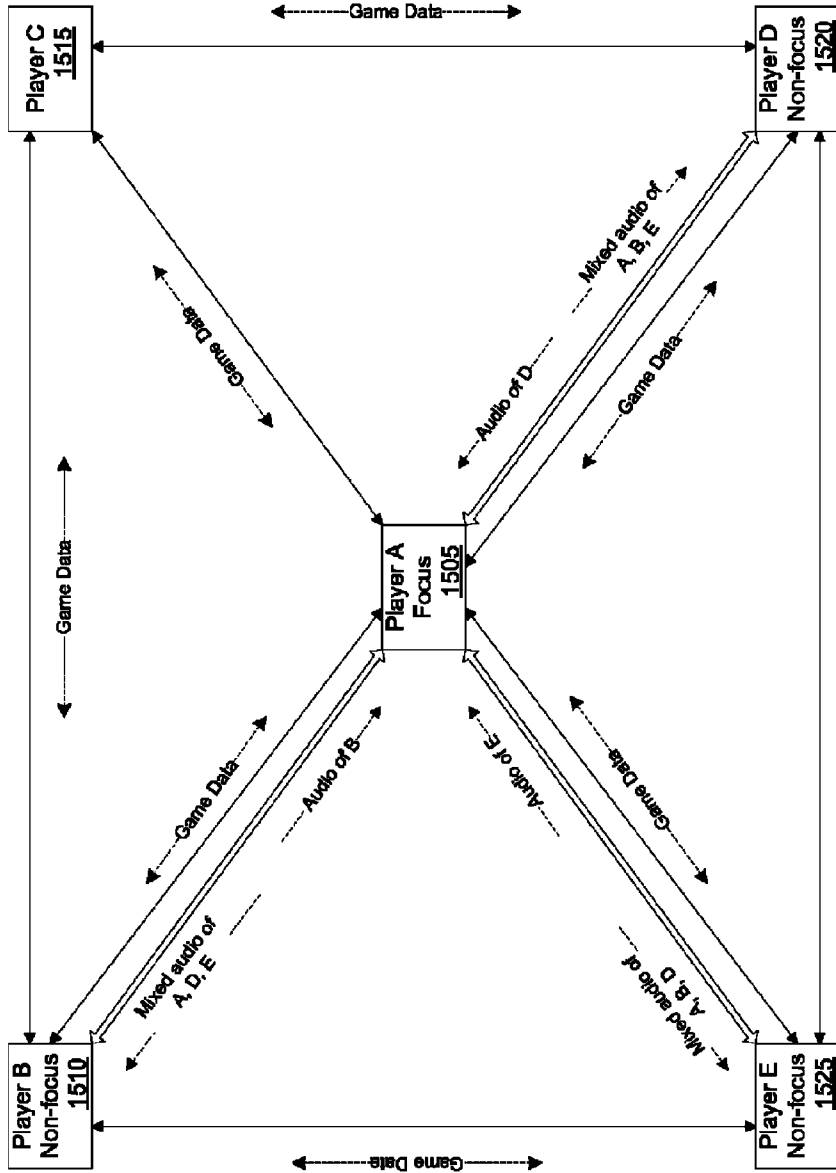 Game Data
Player C
1515
Player D
Non-focus
1520
Game Data
Mixed audio of
A, B, E
Audio of D
Game Data
Game Data
Player A
Focus
1505
Game Data
Audio of B
Mixed audio of
A, D, E
Audio of E
Game Data
Mixed audio of
A, B, D
Player B
Non-focus
1510
Player E
Non-focus
1525
Game Data